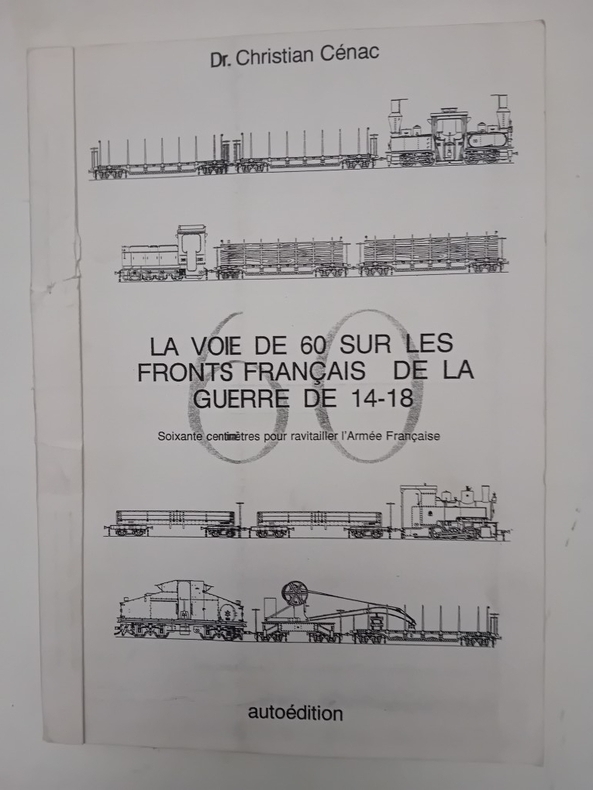 Dr. Christian Cénac
60
LA VOIE DE 60 SUR LES
FRONTS FRANÇAIS DE LA
GUERRE DE 14-18
Soixante centimètres pour ravitailler l'Armée Française
autoédition